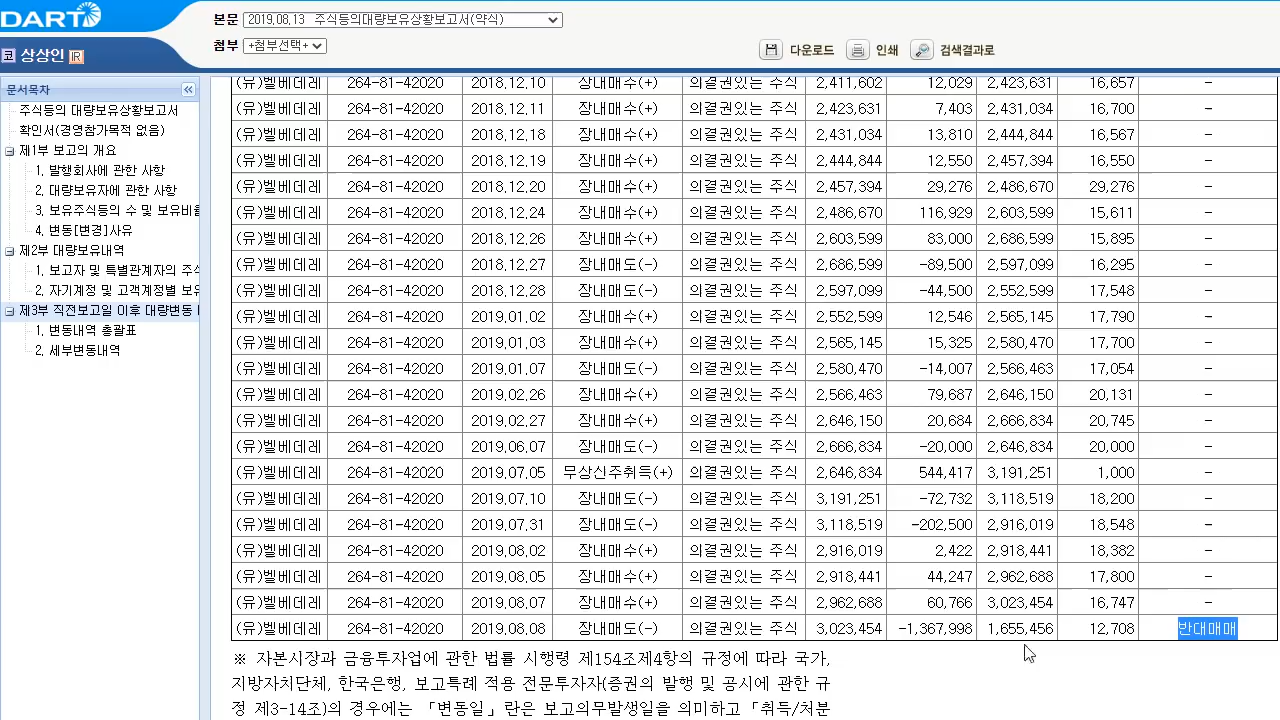 DART
본문 2019.08.13 주식등의대량보유상황보고서(약식)
첨부 +첨부선택+
다운로드 인쇄 검색결과로
코 상상인 IR
문서목차
주식등의 대량보유상황보고서
확인서(경영참가목적 없음)
제1부 보고의 개요
1. 발행회사에 관한 사항
2. 대량보유자에 관한 사항
3. 보유주식등의 수 및 보유비율
4. 변동[변경]사유
제2부 대량보유내역
1. 보고자 및 특별관계자의 주식
2. 자기계정 및 고객계정별 보유
제3부 직전보고일 이후 대량변동
1. 변동내역 총괄표
2. 세부변동내역
(유)벨베데레 264-81-42020 2018.12.10 장내매수(+) 의결권있는 주식 2,411,602 12,029 2,423,631 16,657 -
(유)벨베데레 264-81-42020 2018.12.11 장내매수(+) 의결권있는 주식 2,423,631 7,403 2,431,034 16,700 -
(유)벨베데레 264-81-42020 2018.12.18 장내매수(+) 의결권있는 주식 2,431,034 13,810 2,444,844 16,567 -
(유)벨베데레 264-81-42020 2018.12.19 장내매수(+) 의결권있는 주식 2,444,844 12,550 2,457,394 16,550 -
(유)벨베데레 264-81-42020 2018.12.20 장내매수(+) 의결권있는 주식 2,457,394 29,276 2,486,670 29,276 -
(유)벨베데레 264-81-42020 2018.12.24 장내매수(+) 의결권있는 주식 2,486,670 116,929 2,603,599 15,611 -
(유)벨베데레 264-81-42020 2018.12.26 장내매수(+) 의결권있는 주식 2,603,599 83,000 2,686,599 15,895 -
(유)벨베데레 264-81-42020 2018.12.27 장내매도(-) 의결권있는 주식 2,686,599 -89,500 2,597,099 16,295 -
(유)벨베데레 264-81-42020 2018.12.28 장내매도(-) 의결권있는 주식 2,597,099 -44,500 2,552,599 17,548 -
(유)벨베데레 264-81-42020 2019.01.02 장내매수(+) 의결권있는 주식 2,552,599 12,546 2,565,145 17,790 -
(유)벨베데레 264-81-42020 2019.01.03 장내매수(+) 의결권있는 주식 2,565,145 15,325 2,580,470 17,700 -
(유)벨베데레 264-81-42020 2019.01.07 장내매도(-) 의결권있는 주식 2,580,470 -14,007 2,566,463 17,054 -
(유)벨베데레 264-81-42020 2019.02.26 장내매수(+) 의결권있는 주식 2,566,463 79,687 2,646,150 20,131 -
(유)벨베데레 264-81-42020 2019.02.27 장내매수(+) 의결권있는 주식 2,646,150 20,684 2,666,834 20,745 -
(유)벨베데레 264-81-42020 2019.06.07 장내매도(-) 의결권있는 주식 2,666,834 -20,000 2,646,834 20,000 -
(유)벨베데레 264-81-42020 2019.07.05 무상신주취득(+) 의결권있는 주식 2,646,834 544,417 3,191,251 1,000 -
(유)벨베데레 264-81-42020 2019.07.10 장내매도(-) 의결권있는 주식 3,191,251 -72,732 3,118,519 18,200 -
(유)벨베데레 264-81-42020 2019.07.31 장내매도(-) 의결권있는 주식 3,118,519 -202,500 2,916,019 18,548 -
(유)벨베데레 264-81-42020 2019.08.02 장내매수(+) 의결권있는 주식 2,916,019 2,422 2,918,441 18,382 -
(유)벨베데레 264-81-42020 2019.08.05 장내매수(+) 의결권있는 주식 2,918,441 44,247 2,962,688 17,800 -
(유)벨베데레 264-81-42020 2019.08.07 장내매수(+) 의결권있는 주식 2,962,688 60,766 3,023,454 16,747 -
(유)벨베데레 264-81-42020 2019.08.08 장내매도(-) 의결권있는 주식 3,023,454 -1,367,998 1,655,456 12,708 반대매매
※ 자본시장과 금융투자업에 관한 법률 시행령 제154조제4항의 규정에 따라 국가,
지방자치단체, 한국은행, 보고특례 적용 전문투자자(증권의 발행 및 공시에 관한 규
정 제3-14조)의 경우에는 「변동일」란은 보고의무발생일을 의미하고 「취득/처분